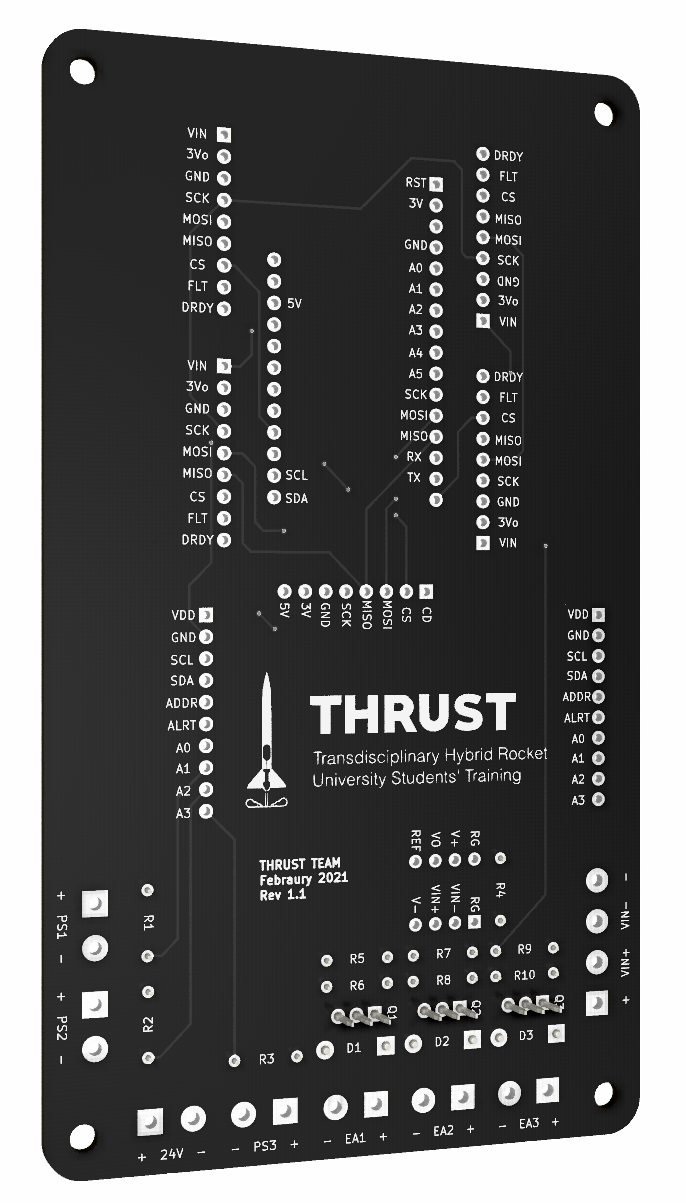 VIN
3Vo
GND
SCK
MOSI
MISO
CS
FLT
DRDY
VIN
3Vo
GND
SCK
MOSI
MISO
CS
FLT
DRDY
5V
SCL
SDA
RST
3V
GND
A0
A1
A2
A3
A4
A5
SCK
MOSI
MISO
RX
TX
DRDY
FLT
CS
MISO
MOSI
SCK
GND
3Vo
VIN
DRDY
FLT
CS
MISO
MOSI
SCK
GND
3Vo
VIN
5V 3V GND SCK MISO MOSI CS CD
VDD
GND
SCL
SDA
ADDR
ALRT
A0
A1
A2
A3
VDD
GND
SCL
SDA
ADDR
ALRT
A0
A1
A2
A3
THRUST
Transdisciplinary Hybrid Rocket
University Students' Training
THRUST TEAM
Febraury 2021
Rev 1.1
REF VO V+ RG
V- VIN+ VIN- RG
R4
+ PS1 -
+ PS2 -
R1
R2
- VIN- VIN+ +
R5 R7 R9
R6 R8 R10
D1 D2 D3
R3
+ 24V - - PS3 + - EA1 + - EA2 + - EA3 +